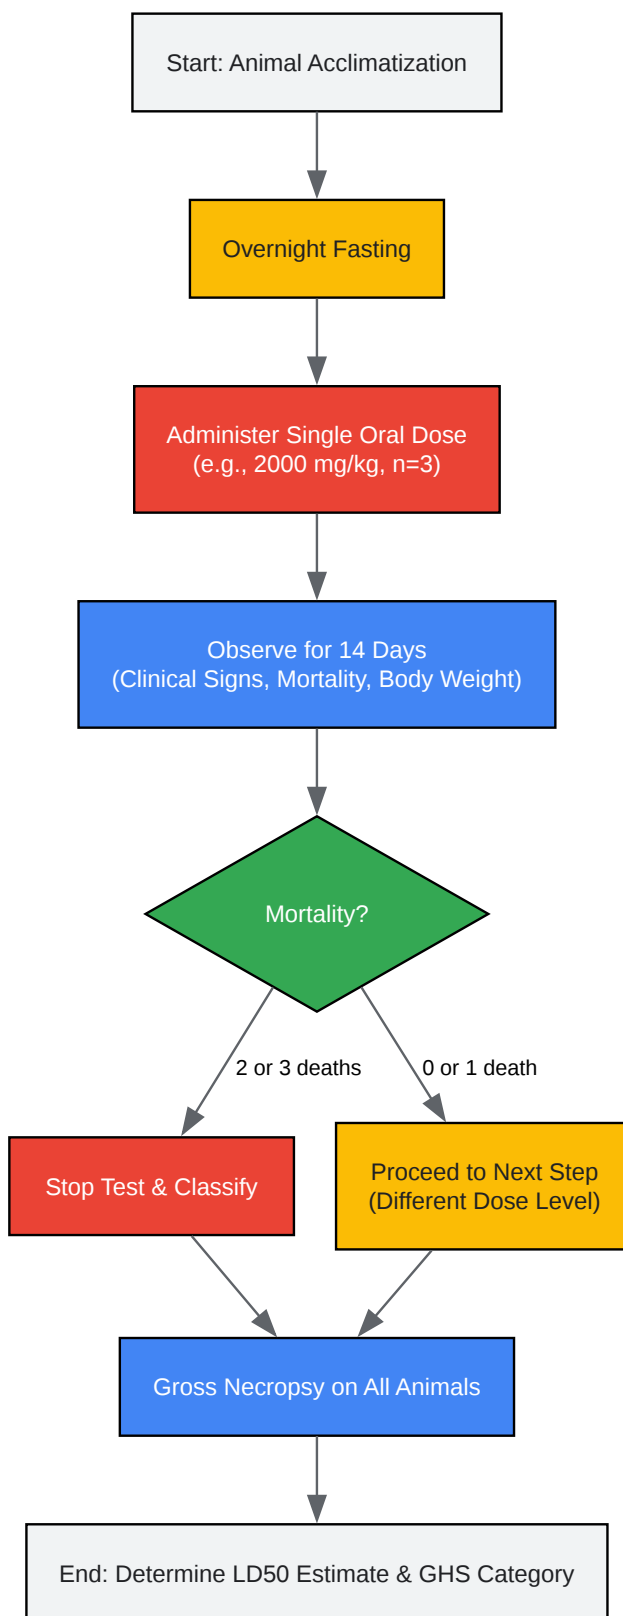 Start: Animal Acclimatization
Overnight Fasting
Administer Single Oral Dose
(e.g., 2000 mg/kg, n=3)
Observe for 14 Days
(Clinical Signs, Mortality, Body Weight)
Mortality?
2 or 3 deaths
0 or 1 death
Stop Test & Classify
Proceed to Next Step
(Different Dose Level)
Gross Necropsy on All Animals
End: Determine LD50 Estimate & GHS Category